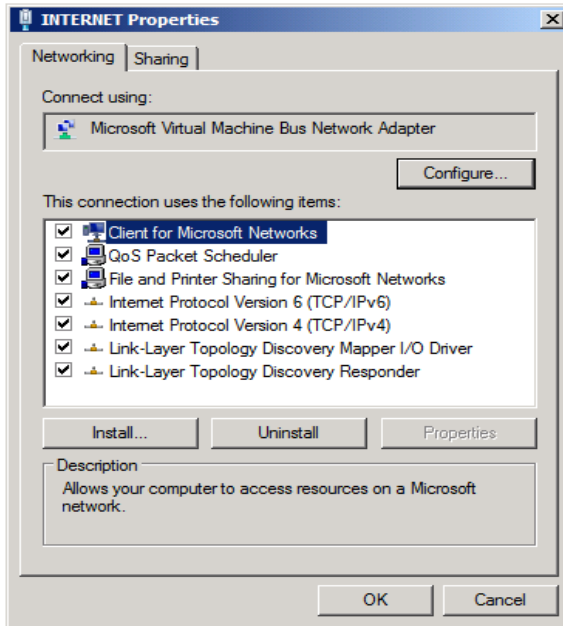 INTERNET Properties
Networking
Sharing
Connect using:
Microsoft Virtual Machine Bus Network Adapter
Configure...
This connection uses the following items:
Client for Microsoft Networks
QoS Packet Scheduler
File and Printer Sharing for Microsoft Networks
Internet Protocol Version 6 (TCP/IPv6)
Internet Protocol Version 4 (TCP/IPv4)
Link-Layer Topology Discovery Mapper I/O Driver
Link-Layer Topology Discovery Responder
Install...
Uninstall
Properties
Description
Allows your computer to access resources on a Microsoft
network.
OK
Cancel